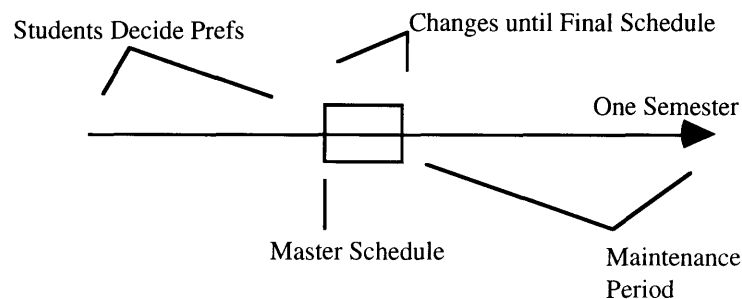 Students Decide Prefs
Changes until Final Schedule
One Semester
Master Schedule
Maintenance
Period